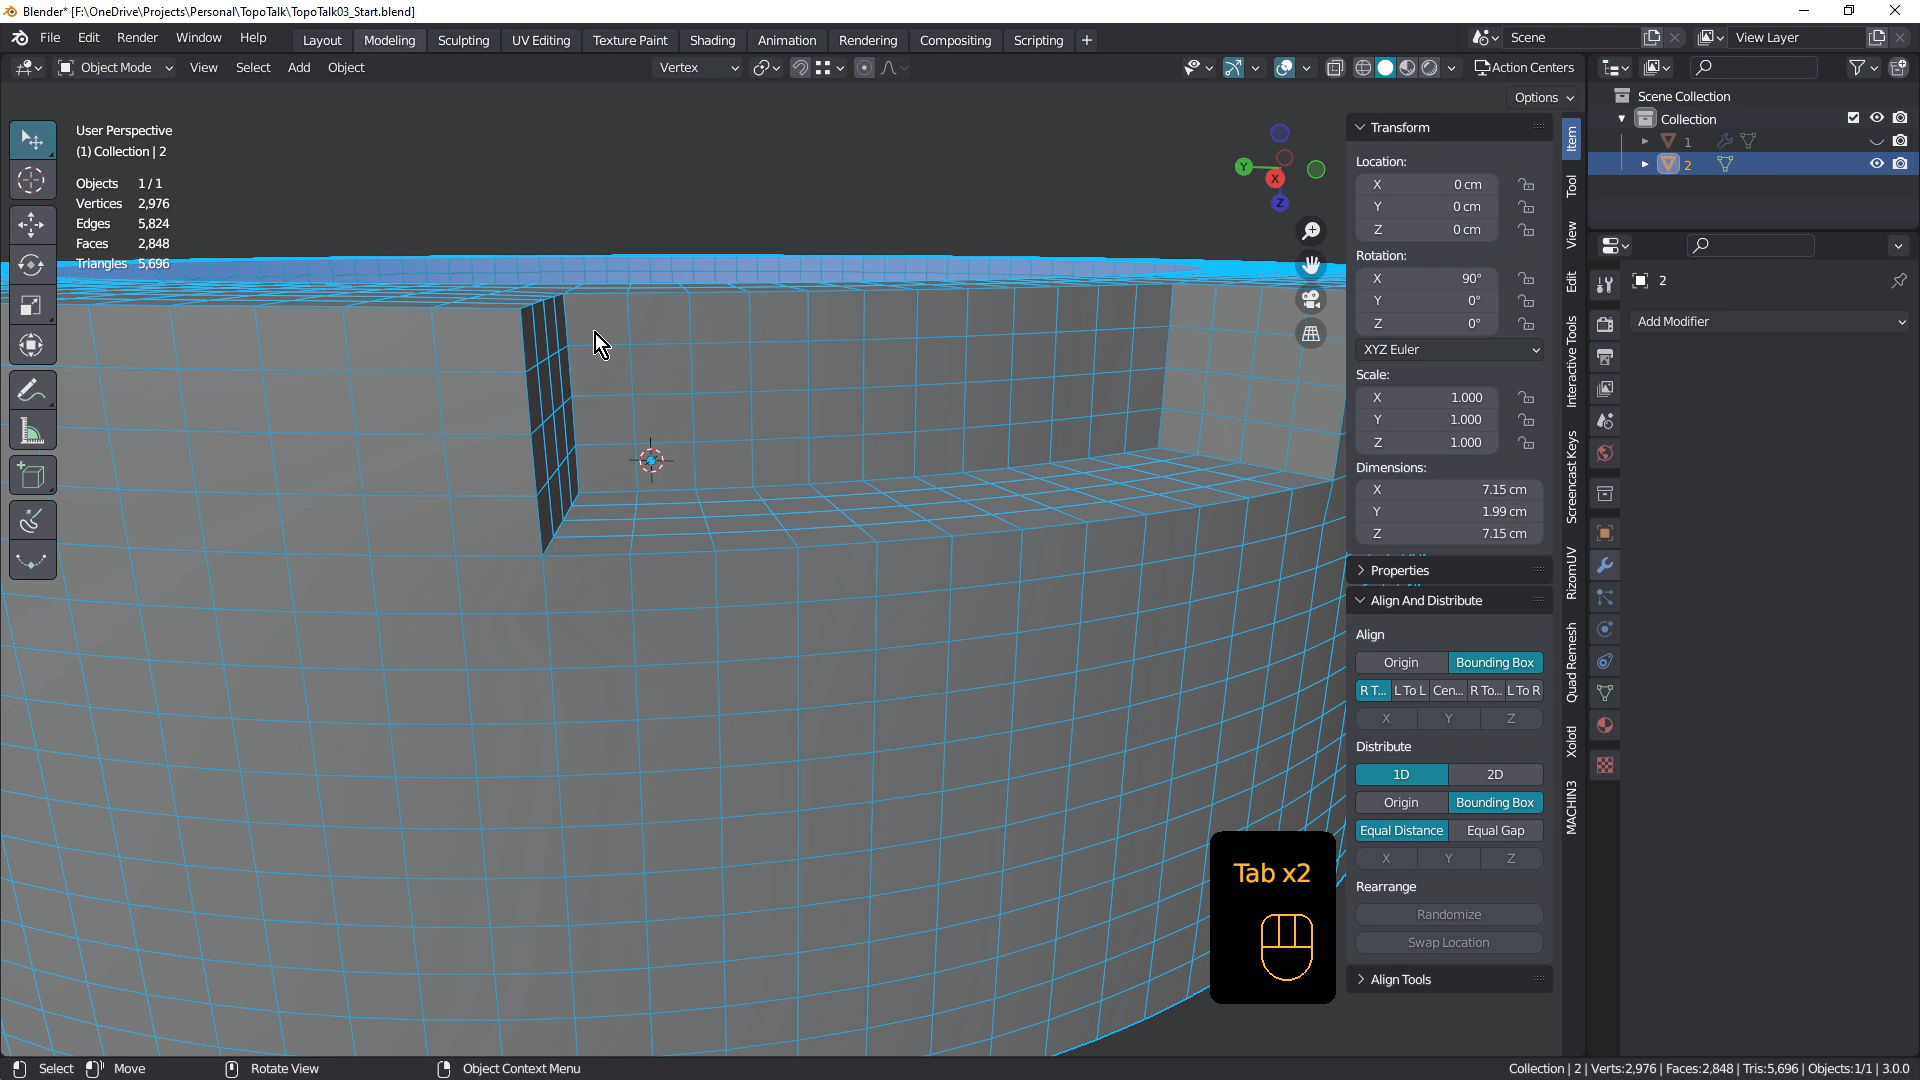 Blender* [F:\OneDrive\Projects\Personal\TopoTalk\TopoTalk03_Start.blend]
File Edit Render Window Help
Layout Modeling Sculpting UV Editing Texture Paint Shading Animation Rendering Compositing Scripting +
Scene
View Layer
Object Mode View Select Add Object
Vertex
Action Centers
Options
User Perspective
(1) Collection | 2
Objects 1/1
Vertices 2,976
Edges 5,824
Faces 2,848
Triangles 5,696
Y
X
Z
Transform
Location:
X 0 cm
Y 0 cm
Z 0 cm
Rotation:
X 90°
Y 0°
Z 0°
XYZ Euler
Scale:
X 1.000
Y 1.000
Z 1.000
Dimensions:
X 7.15 cm
Y 1.99 cm
Z 7.15 cm
Properties
Align And Distribute
Align
Origin Bounding Box
R T... L To L Cen... R To... L To R
X Y Z
Distribute
1D 2D
Origin Bounding Box
Equal Distance Equal Gap
X Y Z
Rearrange
Randomize
Swap Location
Align Tools
Item
Tool
View
Edit
Interactive Tools
Screencast Keys
RizomUV
Quad Remesh
Xolotl
MACHIN3
Scene Collection
Collection
1
2
2
Add Modifier
Tab x2
Select Move Rotate View Object Context Menu
Collection | 2 | Verts:2,976 | Faces:2,848 | Tris:5,696 | Objects:1/1 | 3.0.0